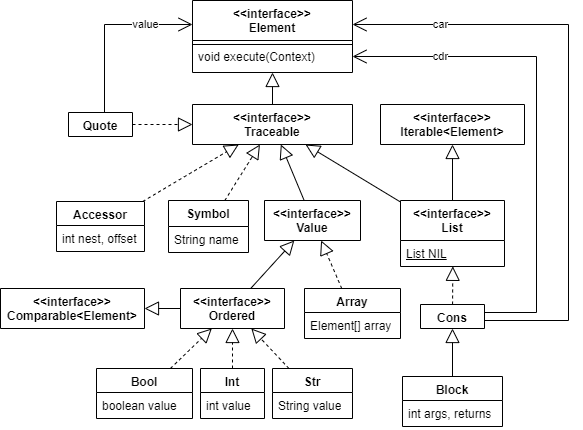 <<interface>>
Element
void execute(Context)
value
car
cdr
Quote
<<interface>>
Traceable
<<interface>>
Iterable<Element>
Accessor
int nest, offset
Symbol
String name
<<interface>>
Value
<<interface>>
List
List NIL
<<interface>>
Comparable<Element>
<<interface>>
Ordered
Array
Element[] array
Cons
Bool
boolean value
Int
int value
Str
String value
Block
int args, returns